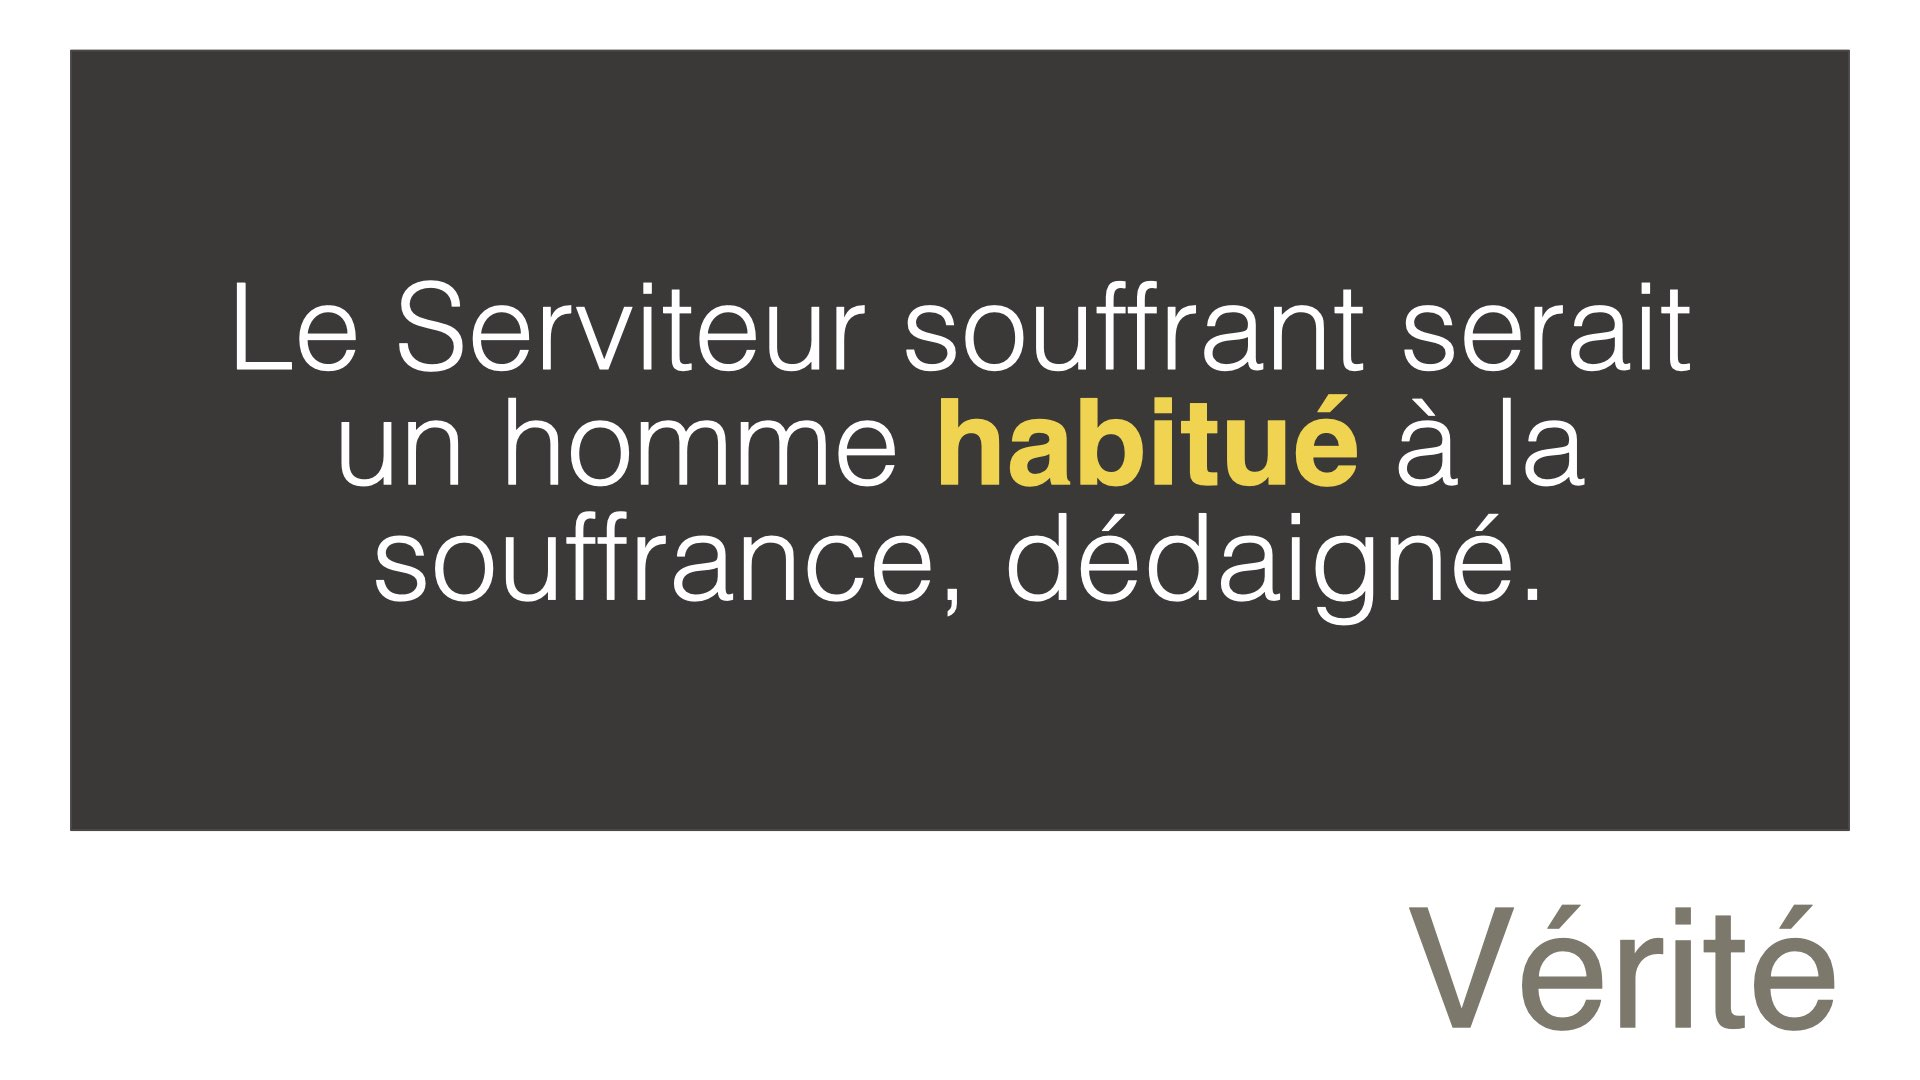 Le Serviteur souffrant serait
un homme habitué à la
souffrance, dédaigné.
Vérité